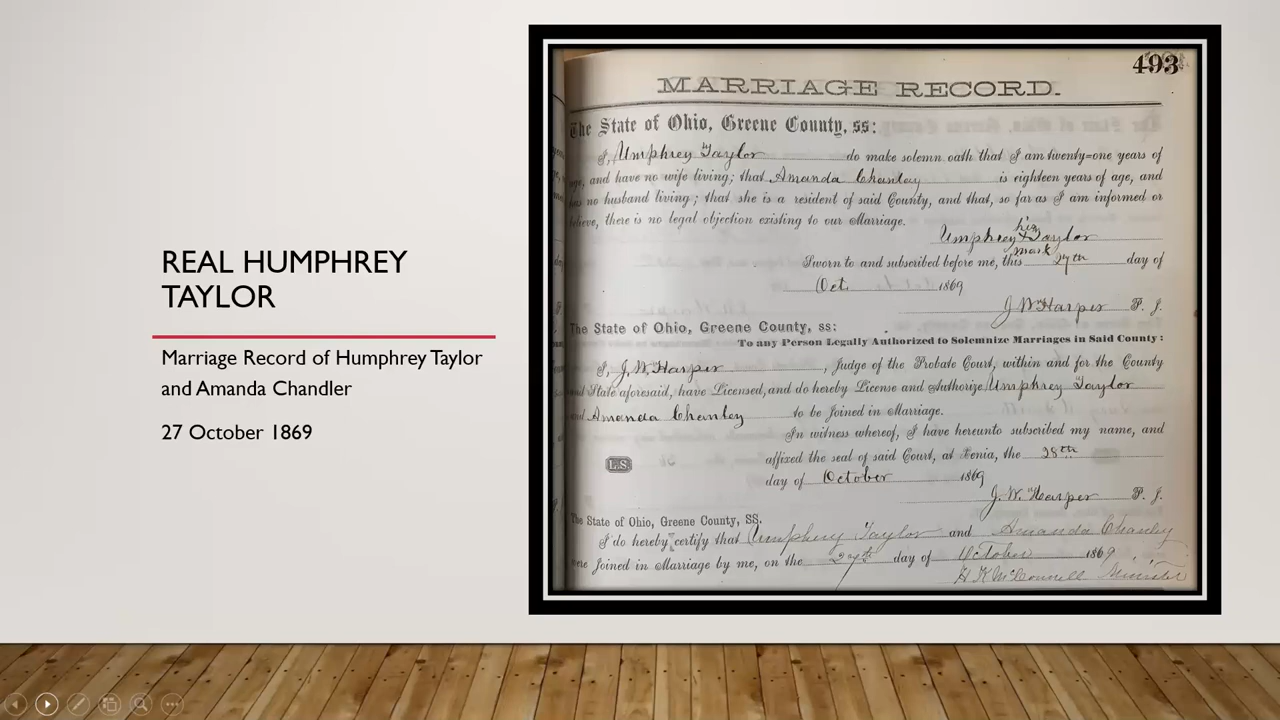 REAL HUMPHREY
TAYLOR
Marriage Record of Humphrey Taylor
and Amanda Chandler
27 October 1869
493
MARRIAGE RECORD.
The State of Ohio, Greene County, ss:
I, Umphrey Taylor do make solemn oath that I am twenty=one years of
age, and have no wife living; that Amanda Chanley is eighteen years of age, and
has no husband living; that she is a resident of said County, and that, so far as I am informed or
believe, there is no legal objection existing to our Marriage.
his
Umphrey X Taylor
mark
Sworn to and subscribed before me, this 27th day of
Oct. 1869
J W Harper P. J.
The State of Ohio, Greene County, ss:
To any Person Legally Authorized to Solemnize Marriages in Said County:
I, J. W. Harper, Judge of the Probate Court, within and for the County
and State aforesaid, have Licensed, and do hereby License and Authorize Umphrey Taylor
and Amanda Chanley to be Joined in Marriage.
In witness whereof, I have hereunto subscribed my name, and
affixed the seal of said Court, at Xenia, the 28th
L.S.
day of October 1869
J. W. Harper P. J.
The State of Ohio, Greene County, SS.
I do hereby certify that Umphrey Taylor and Amanda Chanley
were Joined in Marriage by me, on the 27th day of October 1869
H K McConnell Minister